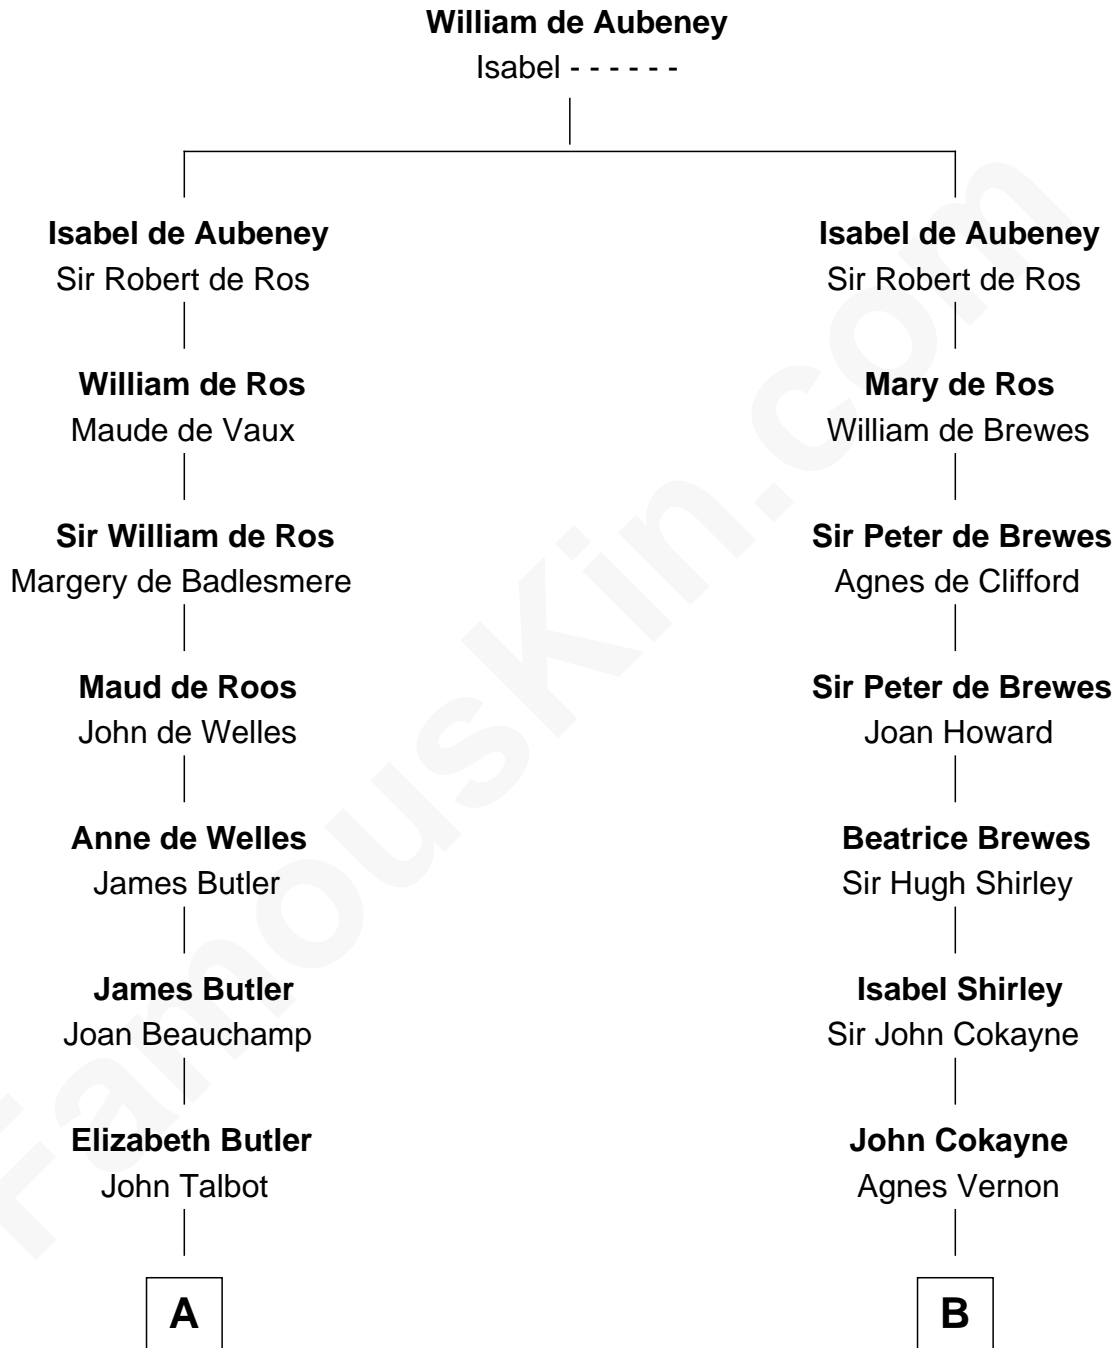 William de Aubeney
Isabel - - - - - -
Isabel de Aubeney
Sir Robert de Ros
Isabel de Aubeney
Sir Robert de Ros
William de Ros
Maude de Vaux
Mary de Ros
William de Brewes
Sir William de Ros
Margery de Badlesmere
Sir Peter de Brewes
Agnes de Clifford
Maud de Roos
John de Welles
Sir Peter de Brewes
Joan Howard
Anne de Welles
James Butler
Beatrice Brewes
Sir Hugh Shirley
James Butler
Joan Beauchamp
Isabel Shirley
Sir John Cokayne
Elizabeth Butler
John Talbot
John Cokayne
Agnes Vernon
A
B
FamousKin.com